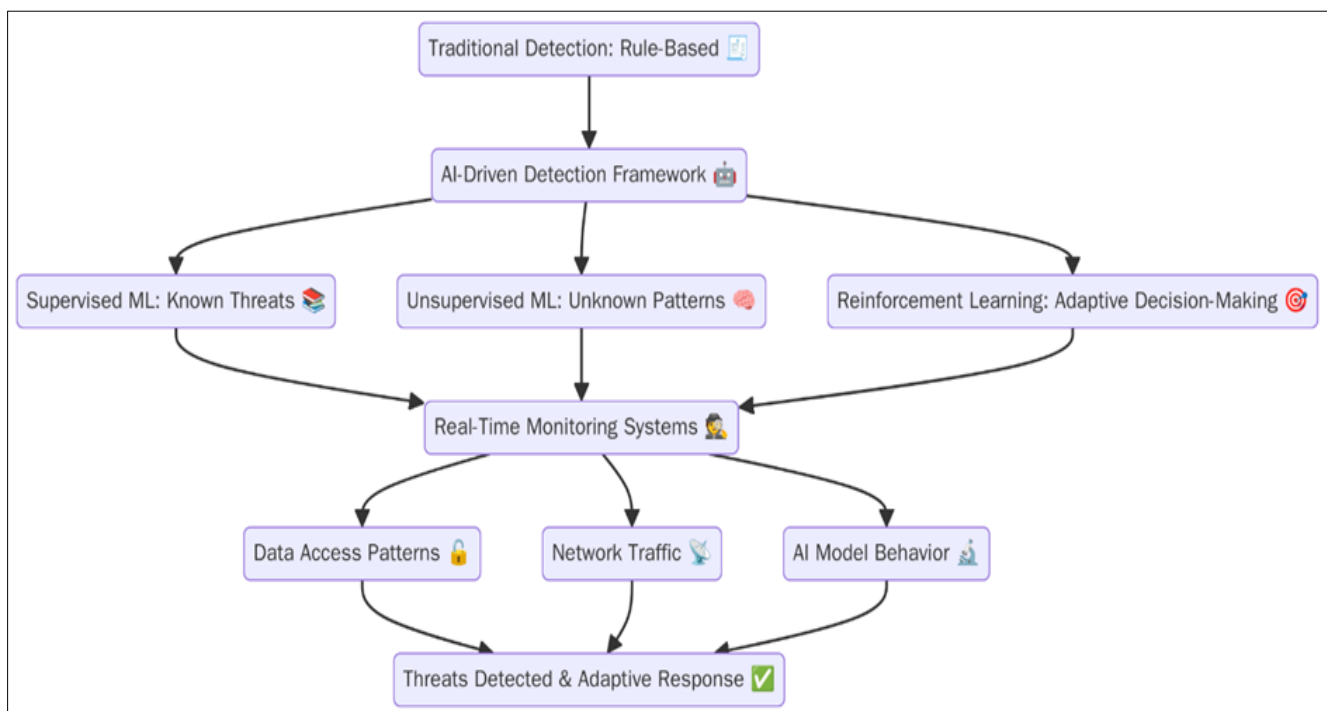 Traditional Detection: Rule-Based 🧾
AI-Driven Detection Framework 🤖
Supervised ML: Known Threats 📚
Unsupervised ML: Unknown Patterns 🧠
Reinforcement Learning: Adaptive Decision-Making 🎯
Real-Time Monitoring Systems 🕵️
Data Access Patterns 🔓
Network Traffic 📡
AI Model Behavior 🔬
Threats Detected & Adaptive Response ✅